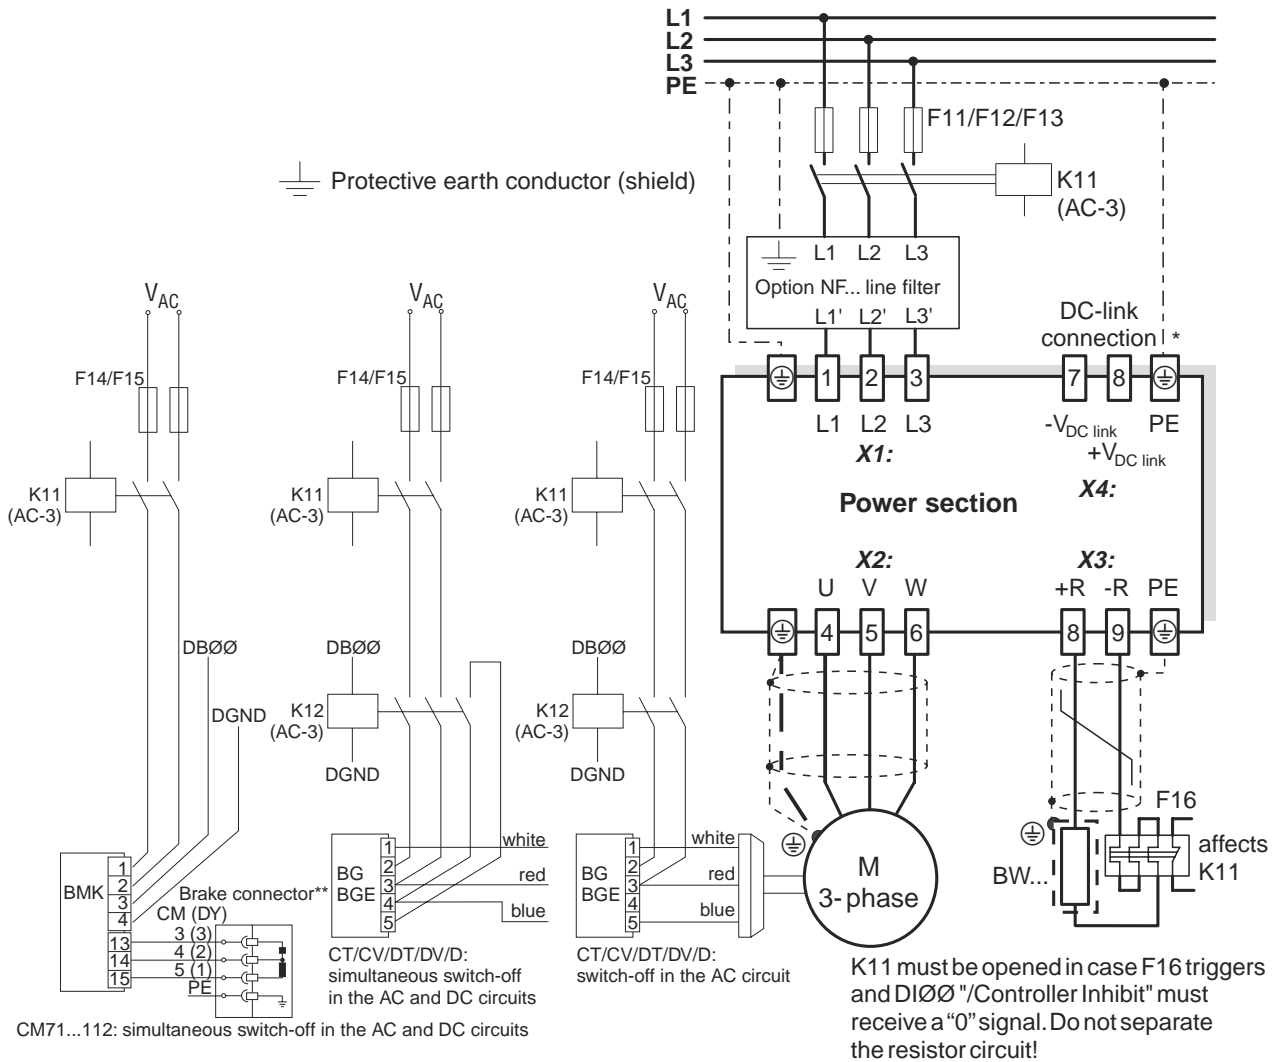 L1
L2
L3
PE
F11/F12/F13
Protective earth conductor (shield)
K11
(AC-3)
L1 L2 L3
Option NF... line filter
L1' L2' L3'
DC-link
connection *
1 2 3 7 8
L1 L2 L3
-VDC link PE
+VDC link
X1:
X4:
Power section
X2: X3:
U V W +R -R PE
4 5 6 8 9
VAC
F14/F15
K11
(AC-3)
DBØØ
DGND
BMK
1
2
3
4
13
14
15
Brake connector**
CM (DY)
3 (3)
4 (2)
5 (1)
PE
CM71...112: simultaneous switch-off in the AC and DC circuits
VAC
F14/F15
K11
(AC-3)
DBØØ
K12
(AC-3)
DGND
BG
BGE
1
2
3
4
5
white
red
blue
CT/CV/DT/DV/D:
simultaneous switch-off
in the AC and DC circuits
VAC
F14/F15
K11
(AC-3)
DBØØ
K12
(AC-3)
DGND
BG
BGE
1
2
3
4
5
white
red
blue
CT/CV/DT/DV/D:
switch-off in the AC circuit
M
3-phase
BW...
F16
affects
K11
K11 must be opened in case F16 triggers
and DIØØ "/Controller Inhibit" must
receive a “0” signal. Do not separate
the resistor circuit!